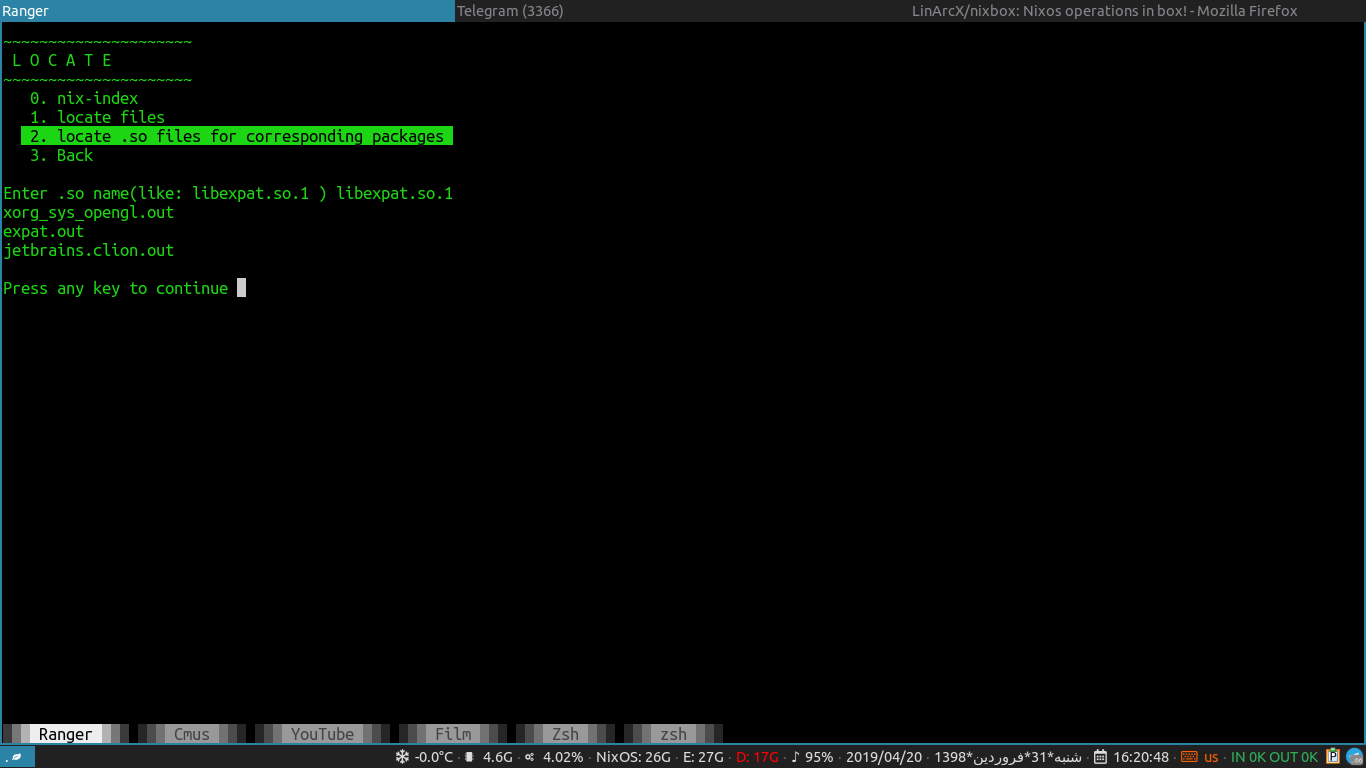 Ranger Telegram (3366) LinArcX/nixbox: Nixos operations in box! - Mozilla Firefox
~~~~~~~~~~~~~~~~~~~~~
L O C A T E
~~~~~~~~~~~~~~~~~~~~~
0. nix-index
1. locate files
2. locate .so files for corresponding packages
3. Back
Enter .so name(like: libexpat.so.1 ) libexpat.so.1
xorg_sys_opengl.out
expat.out
jetbrains.clion.out
Press any key to continue
Ranger Cmus YouTube Film Zsh zsh
-0.0°C · 4.6G · 4.02% · NixOS: 26G · E: 27G · D: 17G · ♪ 95% · 2019/04/20 · شنبه*31*فروردین*1398 · 16:20:48 · us · IN 0K OUT 0K